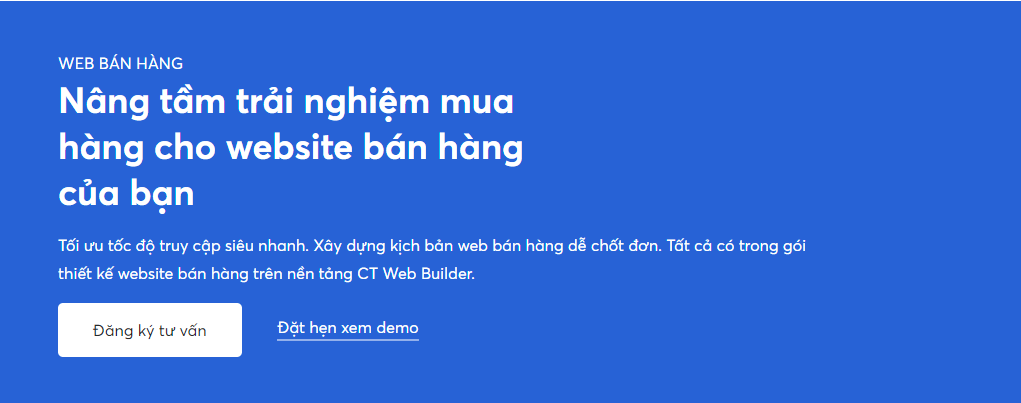 WEB BÁN HÀNG
Nâng tầm trải nghiệm mua
hàng cho website bán hàng
của bạn
Tối ưu tốc độ truy cập siêu nhanh. Xây dựng kịch bản web bán hàng dễ chốt đơn. Tất cả có trong gói
thiết kế website bán hàng trên nền tảng CT Web Builder.
Đăng ký tư vấn
Đặt hẹn xem demo